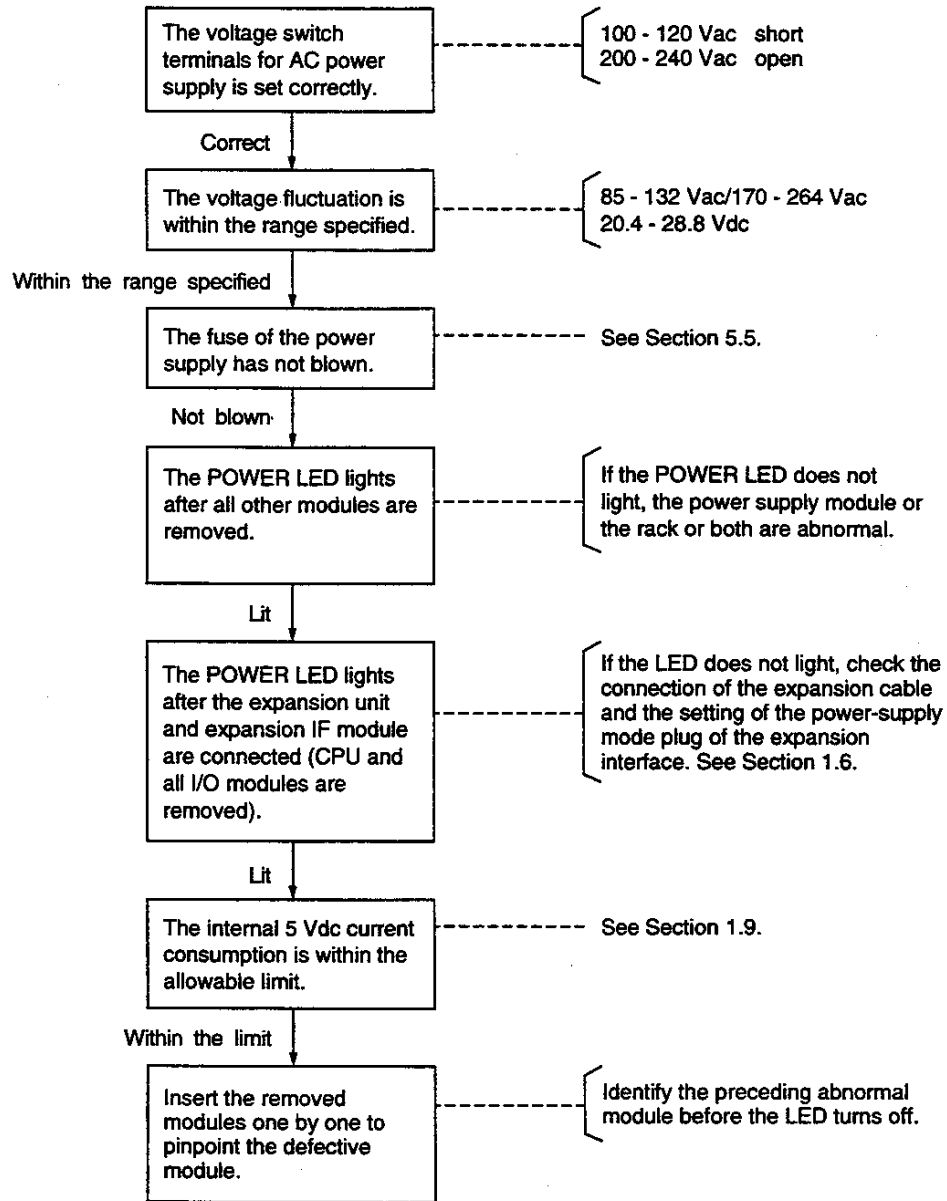 The voltage switch
terminals for AC power
supply is set correctly.
100 - 120 Vac short
200 - 240 Vac open
Correct
The voltage fluctuation is
within the range specified.
85 - 132 Vac/170 - 264 Vac
20.4 - 28.8 Vdc
Within the range specified
The fuse of the power
supply has not blown.
See Section 5.5.
Not blown
The POWER LED lights
after all other modules are
removed.
If the POWER LED does not
light, the power supply module or
the rack or both are abnormal.
Lit
The POWER LED lights
after the expansion unit
and expansion IF module
are connected (CPU and
all I/O modules are
removed).
If the LED does not light, check the
connection of the expansion cable
and the setting of the power-supply
mode plug of the expansion
interface. See Section 1.6.
Lit
The internal 5 Vdc current
consumption is within the
allowable limit.
See Section 1.9.
Within the limit
Insert the removed
modules one by one to
pinpoint the defective
module.
Identify the preceding abnormal
module before the LED turns off.